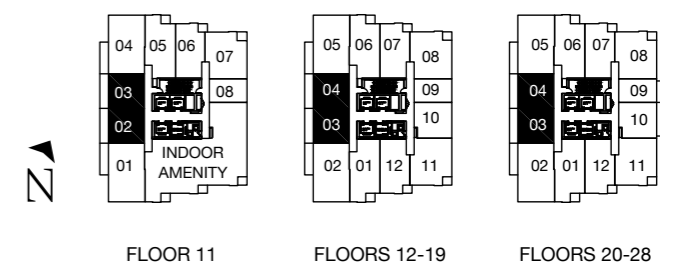 04 05 06 07
03 08
02
01 INDOOR
AMENITY
FLOOR 11
05 06 07 08
04 09
03 10
02 01 12 11
FLOORS 12-19
05 06 07 08
04 09
03 10
02 01 12 11
FLOORS 20-28
N